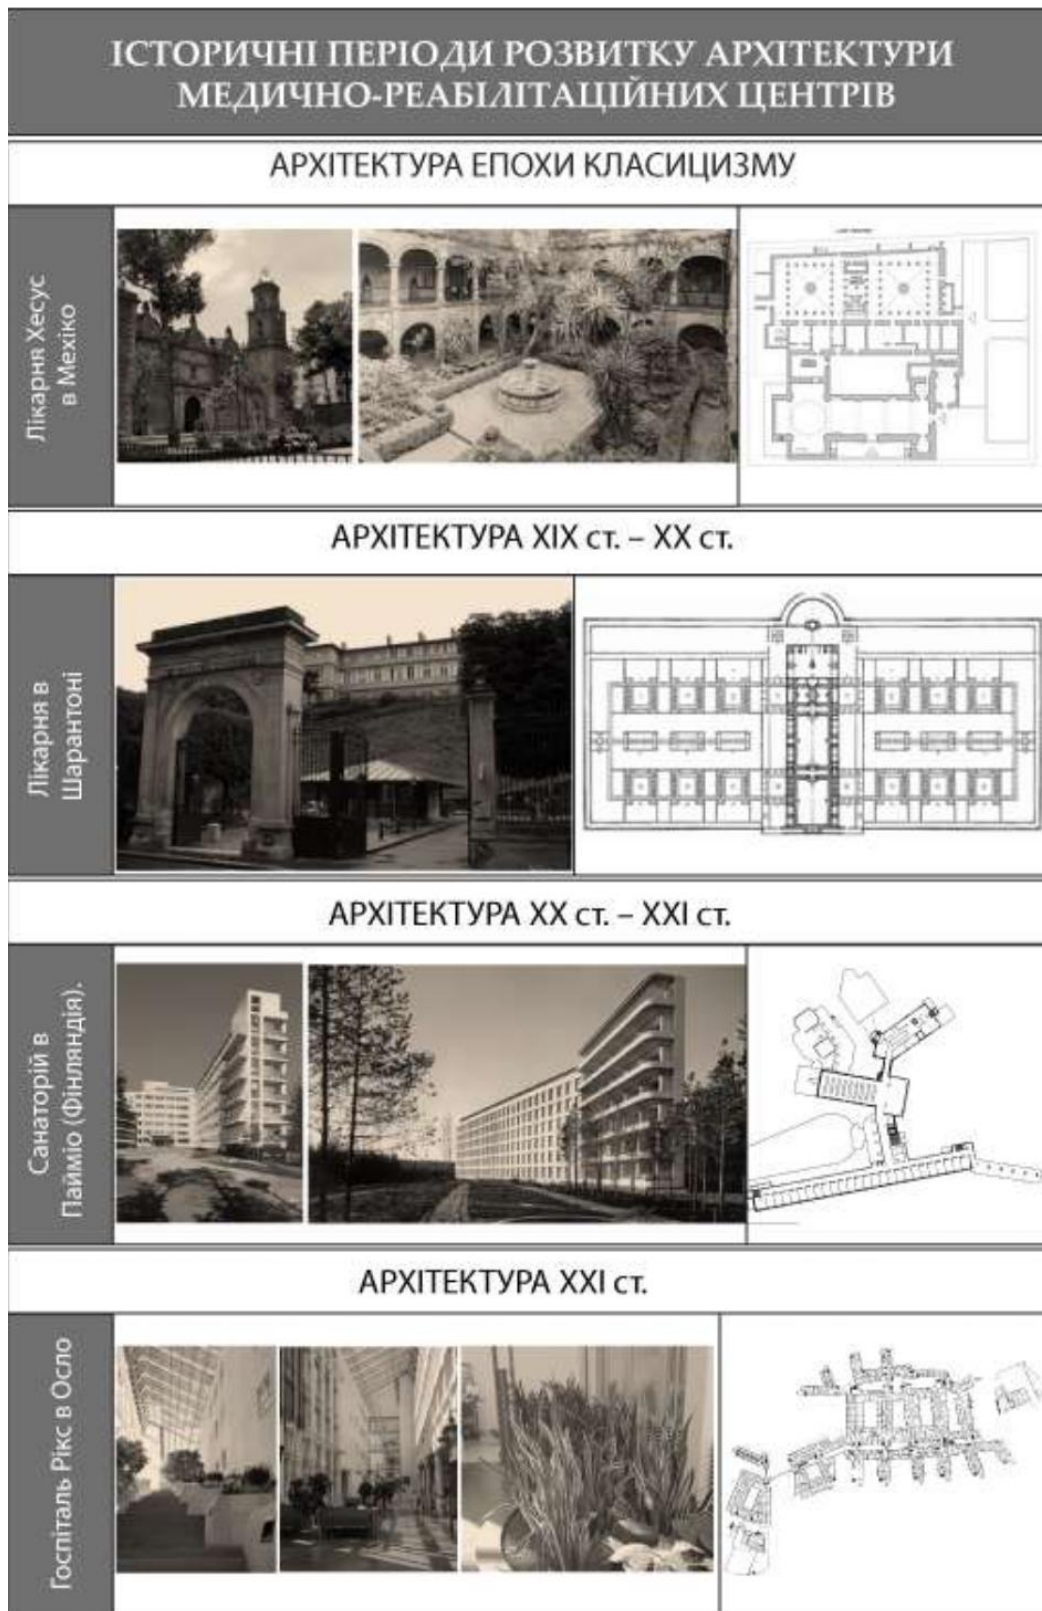 ІСТОРИЧНІ ПЕРІОДИ РОЗВИТКУ АРХІТЕКТУРИ
МЕДИЧНО-РЕАБІЛІТАЦІЙНИХ ЦЕНТРІВ
АРХІТЕКТУРА ЕПОХИ КЛАСИЦИЗМУ
Лікарня Хесус
в Мехіко
АРХІТЕКТУРА XIX ст. – XX ст.
Лікарня в
Шарантоні
АРХІТЕКТУРА XX ст. – XXI ст.
Санаторій в
Пайміо (Фінляндія).
АРХІТЕКТУРА XXI ст.
Госпіталь Рікс в Осло